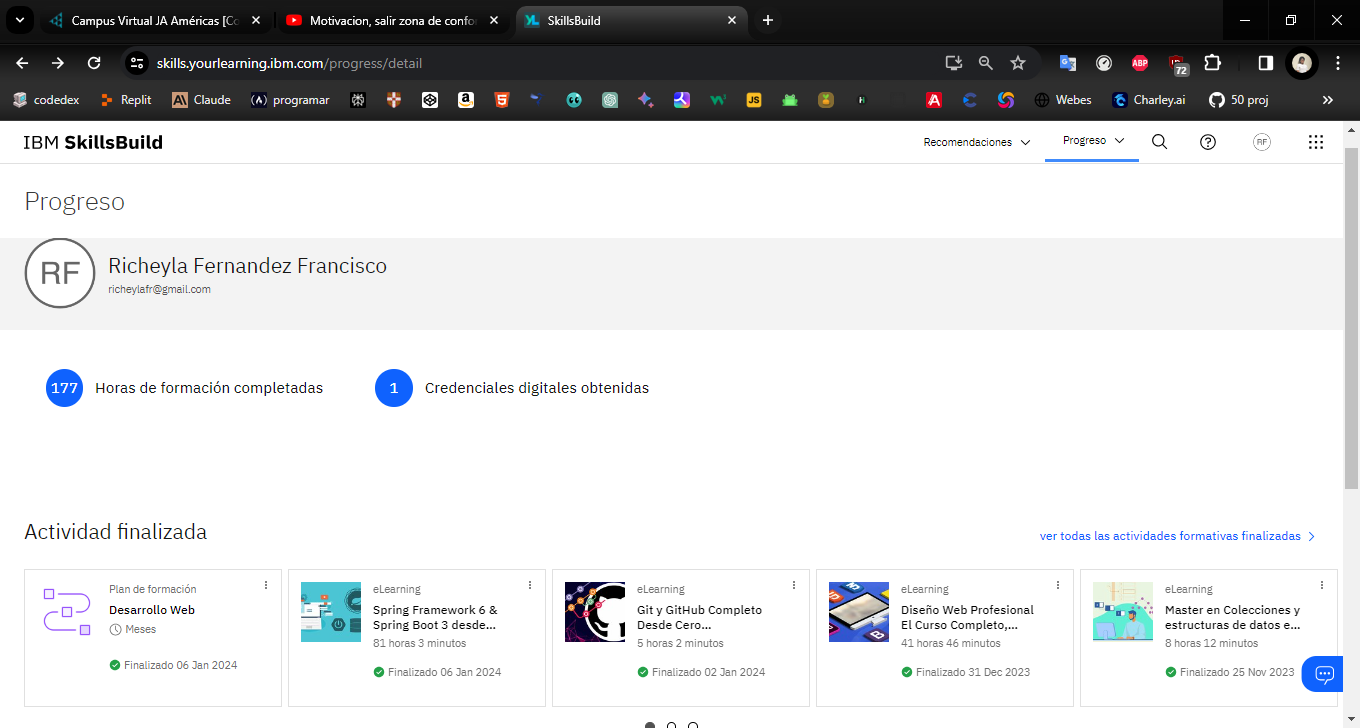 Campus Virtual JA Américas [Co
Motivacion, salir zona de confo
YL SkillsBuild
skills.yourlearning.ibm.com/progress/detail
ABP
72
codedex
Replit
Claude
programar
JS
Webes
Charley.ai
50 proj
IBM SkillsBuild
Recomendaciones
Progreso
RF
Progreso
RF
Richeyla Fernandez Francisco
richeylafr@gmail.com
177 Horas de formación completadas
1 Credenciales digitales obtenidas
Actividad finalizada
ver todas las actividades formativas finalizadas
Plan de formación
Desarrollo Web
Meses
Finalizado 06 Jan 2024
eLearning
Spring Framework 6 &
Spring Boot 3 desde...
81 horas 3 minutos
Finalizado 06 Jan 2024
eLearning
Git y GitHub Completo
Desde Cero...
5 horas 2 minutos
Finalizado 02 Jan 2024
eLearning
Diseño Web Profesional
El Curso Completo,...
41 horas 46 minutos
Finalizado 31 Dec 2023
eLearning
Master en Colecciones y
estructuras de datos e...
8 horas 12 minutos
Finalizado 25 Nov 2023